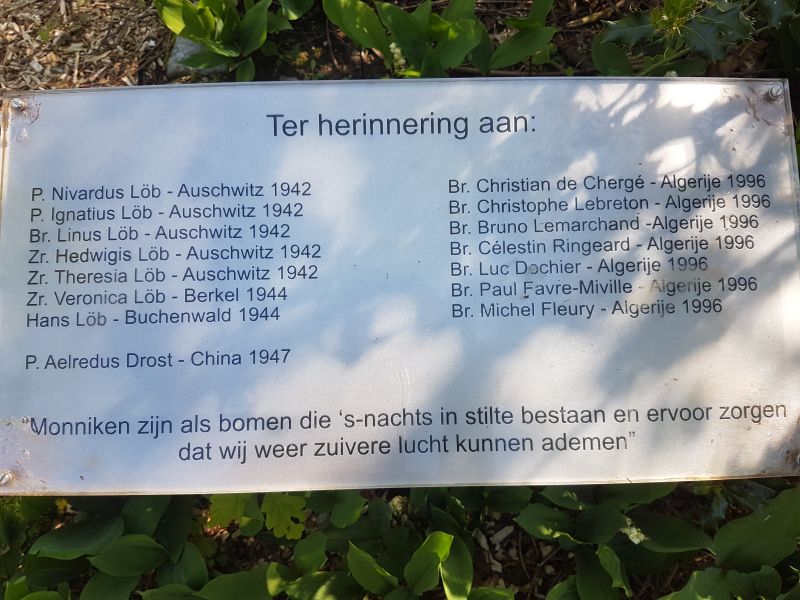 Ter herinnering aan:
P. Nivardus Löb - Auschwitz 1942
P. Ignatius Löb - Auschwitz 1942
Br. Linus Löb - Auschwitz 1942
Zr. Hedwigis Löb - Auschwitz 1942
Zr. Theresia Löb - Auschwitz 1942
Zr. Veronica Löb - Berkel 1944
Hans Löb - Buchenwald 1944
P. Aelredus Drost - China 1947
Br. Christian de Chergé - Algerije 1996
Br. Christophe Lebreton - Algerije 1996
Br. Bruno Lemarchand -Algerije 1996
Br. Célestin Ringeard - Algerije 1996
Br. Luc Dochier - Algerije 1996
Br. Paul Favre-Miville - Algerije 1996
Br. Michel Fleury - Algerije 1996
"Monniken zijn als bomen die ‘s-nachts in stilte bestaan en ervoor zorgen
dat wij weer zuivere lucht kunnen ademen"